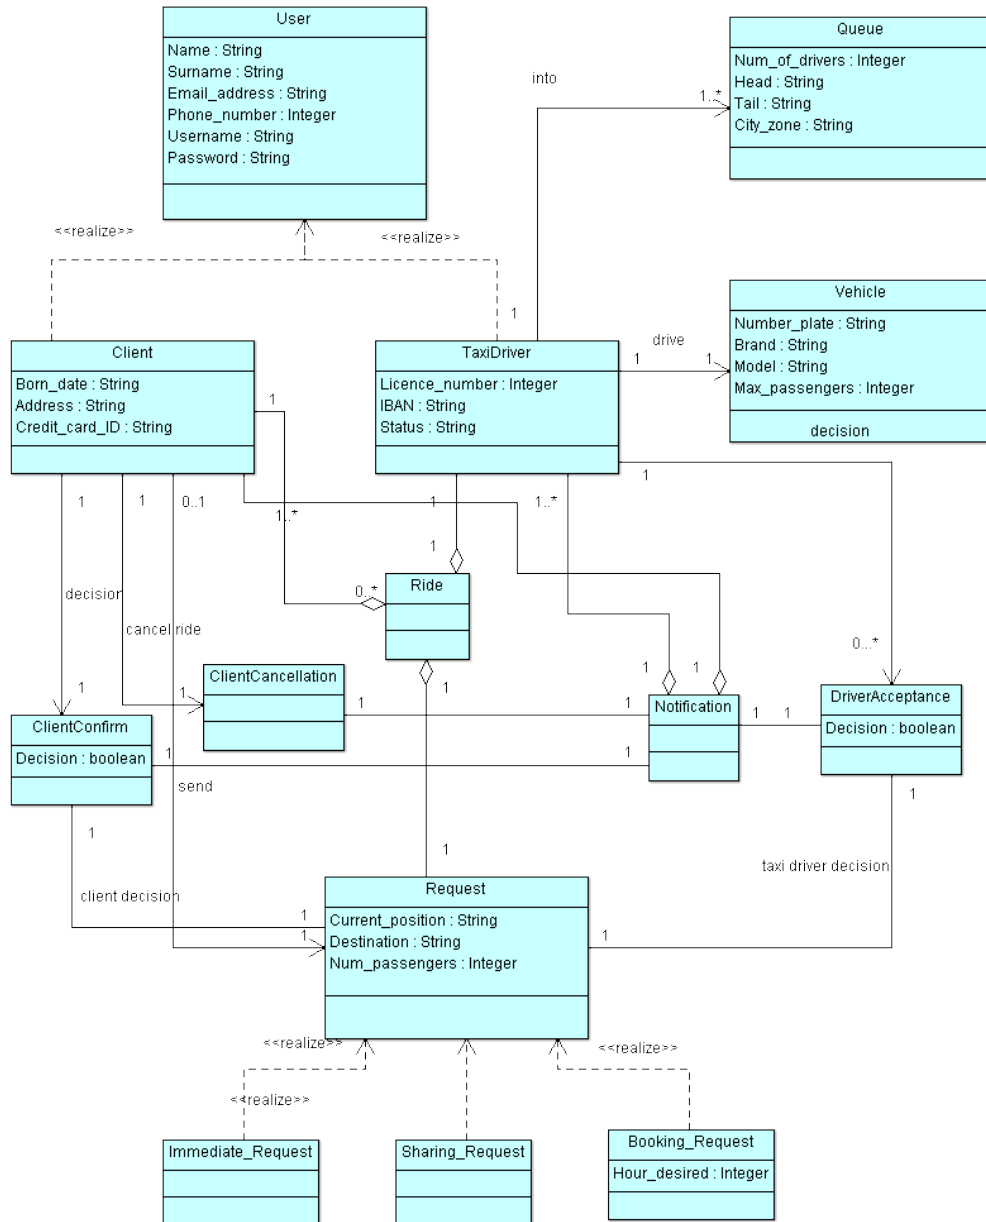 User
Name : String
Surname : String
Email_address : String
Phone_number : Integer
Username : String
Password : String
Queue
Num_of_drivers : Integer
Head : String
Tail : String
City_zone : String
into
1..*
<<realize>>
<<realize>>
1
Vehicle
Number_plate : String
Brand : String
Model : String
Max_passengers : Integer
decision
drive
1
1
Client
Born_date : String
Address : String
Credit_card_ID : String
TaxiDriver
Licence_number : Integer
IBAN : String
Status : String
1
1
1
0..1
1..*
1
1..*
1
1
Ride
0..*
decision
cancel ride
0...*
ClientCancellation
1
1
1
1
1
1
1
Notification
1
1
DriverAcceptance
Decision : boolean
ClientConfirm
Decision : boolean
1
1
send
1
1
1
client decision
taxi driver decision
Request
Current_position : String
Destination : String
Num_passengers : Integer
1
1
1
<<realize>>
<<realize>>
<<realize>>
Immediate_Request
Sharing_Request
Booking_Request
Hour_desired : Integer